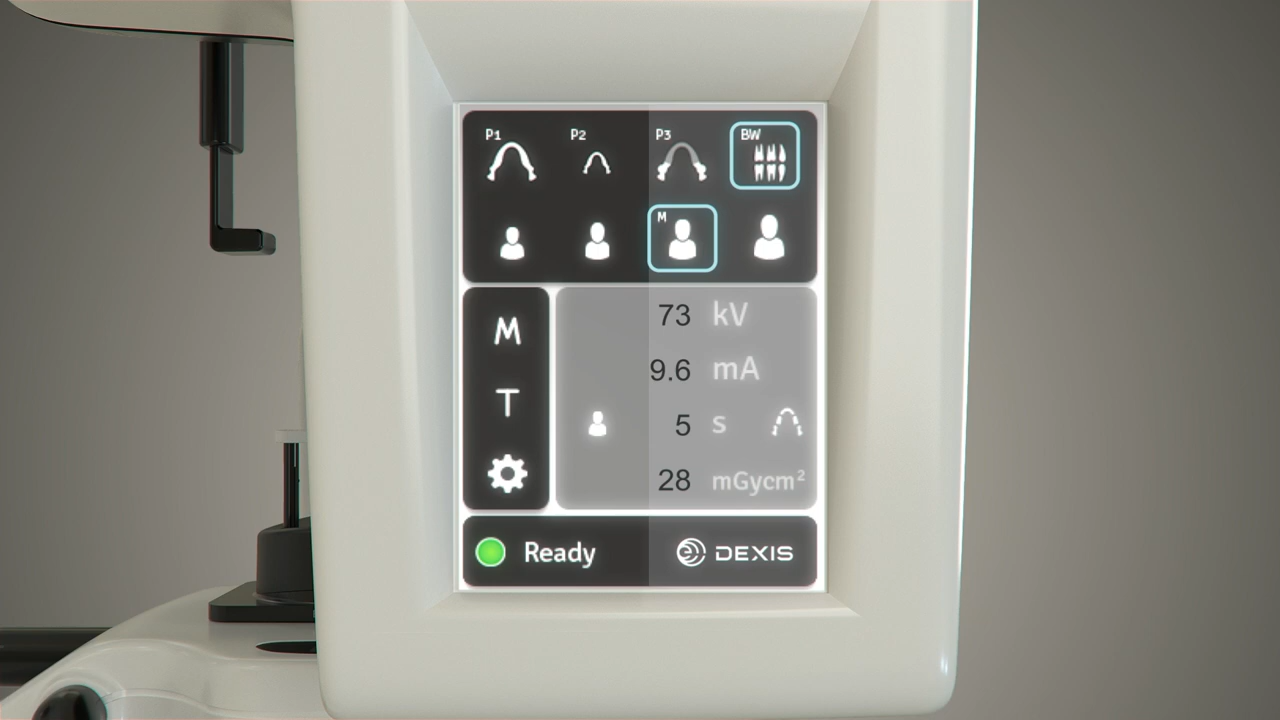 P1 P2 P3 BW
M
M
T
73 kV
9.6 mA
5 s
28 mGycm²
Ready DEXIS